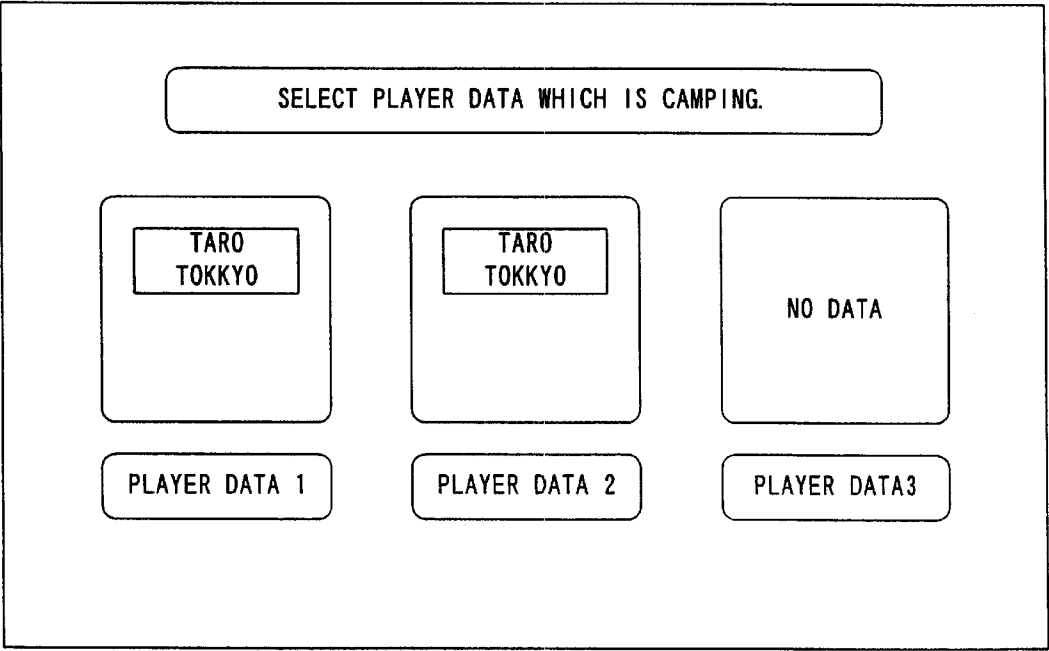 SELECT PLAYER DATA WHICH IS CAMPING.
TARO
TOKKYO
TARO
TOKKYO
NO DATA
PLAYER DATA 1
PLAYER DATA 2
PLAYER DATA3